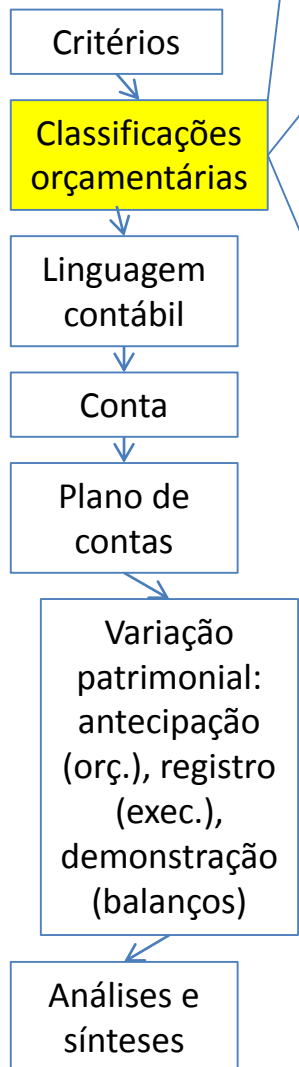 Critérios
Classificações
orçamentárias
Linguagem
contábil
Conta
Plano de
contas
Variação
patrimonial:
antecipação
(orç.), registro
(exec.),
demonstração
(balanços)
Análises e
sínteses